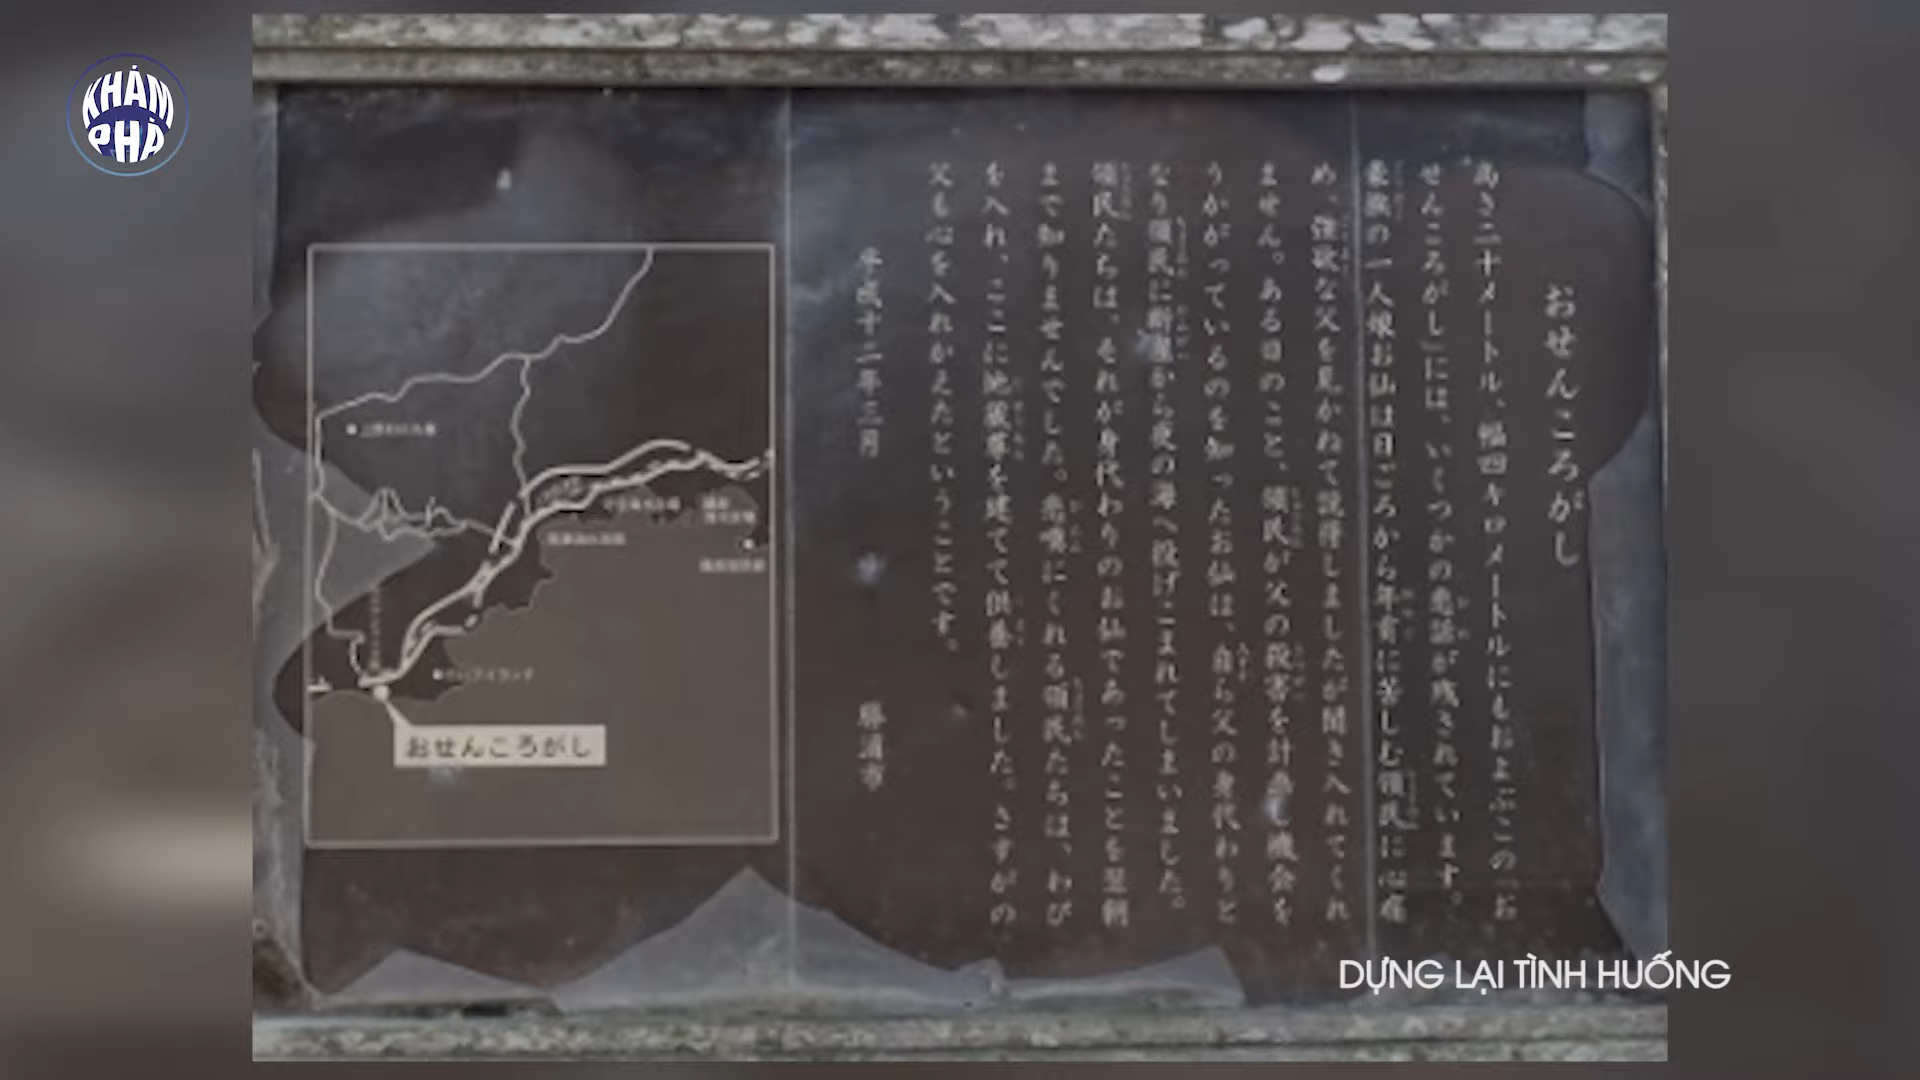 KHÁM
PHÁ
おせんころがし
高さ二十メートル、幅四キロメートルにもおよぶこの「お
せんころがし」には、いくつかの悲話が残されています。
豪族の一人娘お仙は日ごろから年貢に苦しむ領民に心痛
め、強欲な父を見かねて説得しましたが聞き入れてくれ
ません。ある日のこと、領民が父の殺害を計画し機会を
うかがっているのを知ったお仙は、自ら父の身代わりと
なり領民に断崖から夜の海へ投げこまれてしまいました。
領民たちは、それが身代わりのお仙であったことを翌朝
まで知りませんでした。悲嘆にくれる領民たちは、わび
を入れ、ここに地蔵尊を建てて供養しました。さすがの
父も心を入れかえたということです。
平成十二年三月 勝浦市
おせんころがし
DỰNG LẠI TÌNH HUỐNG